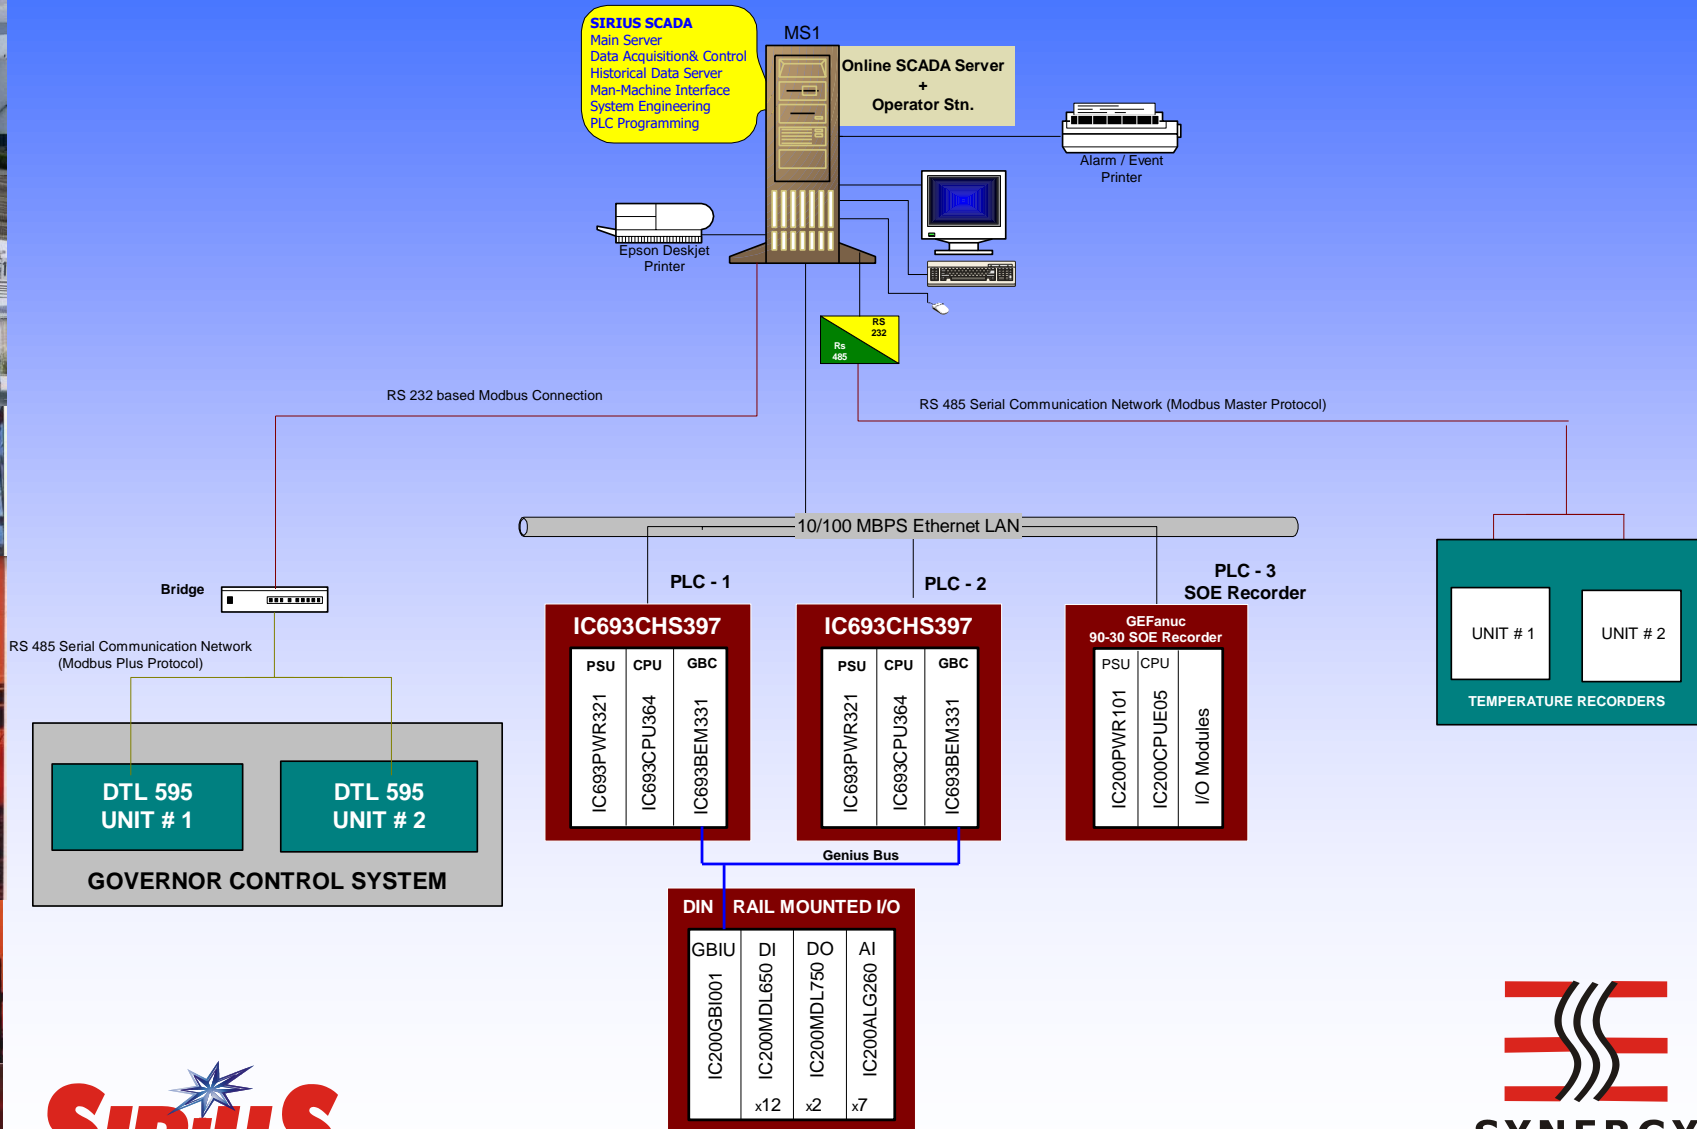 SIRIUS SCADA
Main Server
Data Acquisition& Control
Historical Data Server
Man-Machine Interface
System Engineering
PLC Programming
MS1
Online SCADA Server
+
Operator Stn.
Alarm / Event
Printer
Epson Deskjet
Printer
RS
232
Rs
485
RS 232 based Modbus Connection
RS 485 Serial Communication Network (Modbus Master Protocol)
10/100 MBPS Ethernet LAN
Bridge
RS 485 Serial Communication Network
(Modbus Plus Protocol)
DTL 595
UNIT # 1
DTL 595
UNIT # 2
GOVERNOR CONTROL SYSTEM
PLC - 1
IC693CHS397
PSU
CPU
GBC
IC693PWR321
IC693CPU364
IC693BEM331
PLC - 2
IC693CHS397
PSU
CPU
GBC
IC693PWR321
IC693CPU364
IC693BEM331
PLC - 3
SOE Recorder
GEFanuc
90-30 SOE Recorder
PSU
CPU
IC200PWR101
IC200CPUE05
I/O Modules
UNIT # 1
UNIT # 2
TEMPERATURE RECORDERS
Genius Bus
DIN RAIL MOUNTED I/O
GBIU
DI
DO
AI
IC200GBI001
IC200MDL650
IC200MDL750
IC200ALG260
x12
x2
x7
SIRIUS
SYNERGY